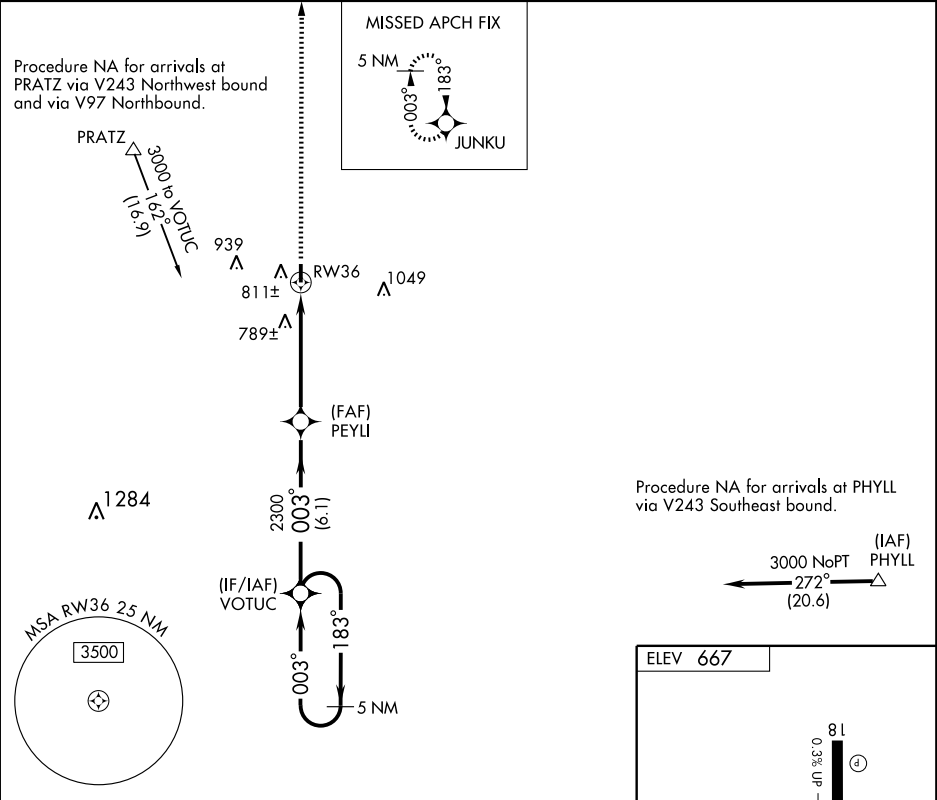 Procedure NA for arrivals at
PRATZ via V243 Northwest bound
and via V97 Northbound.
MISSED APCH FIX
5 NM
003°
183°
JUNKU
PRATZ
3000 to VOTUC
162°
(16.9)
939
811±
RW36
1049
789±
(FAF)
PEYLI
1284
2300
003°
(6.1)
Procedure NA for arrivals at PHYLL
via V243 Southeast bound.
(IAF)
PHYLL
3000 NoPT
272°
(20.6)
(IF/IAF)
VOTUC
003°
183°
5 NM
MSA RW36 25 NM
3500
ELEV 667
18
0.3% UP
P